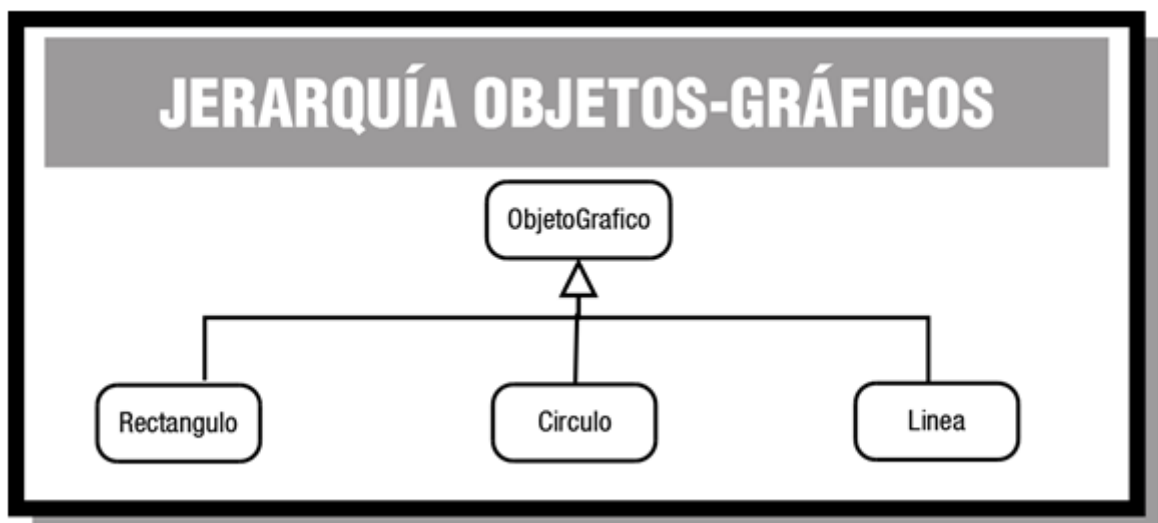 JERARQUÍA OBJETOS-GRÁFICOS
ObjetoGrafico
Rectangulo
Circulo
Linea